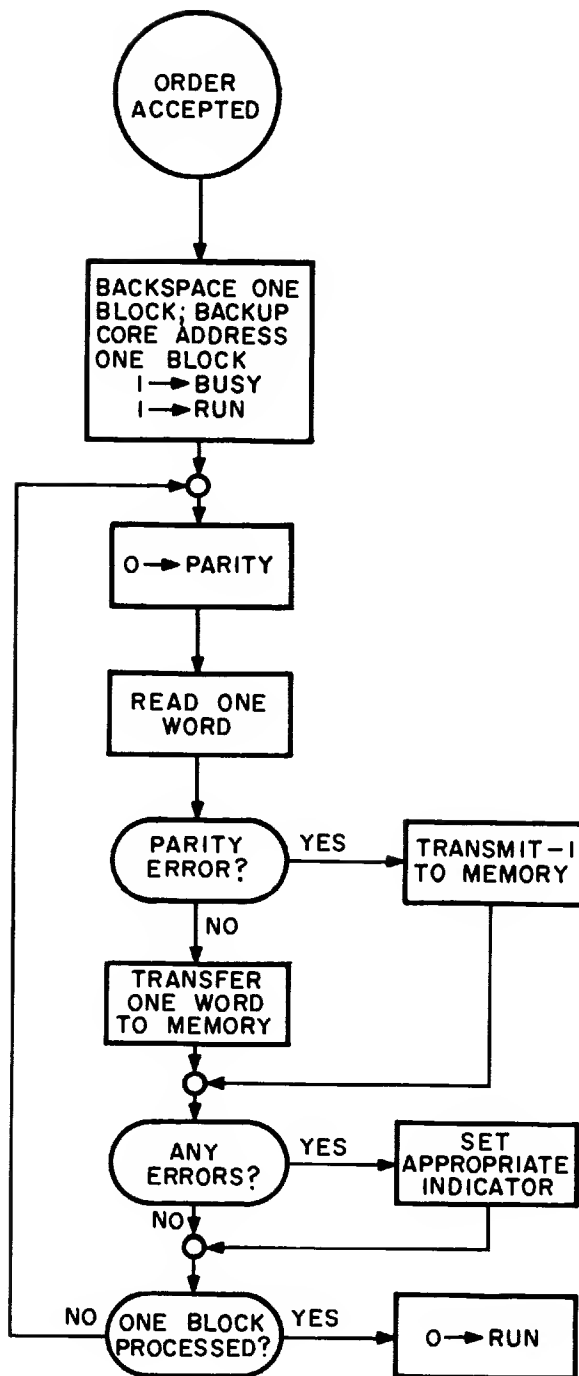 ORDER
ACCEPTED
BACKSPACE ONE
BLOCK; BACKUP
CORE ADDRESS
ONE BLOCK
1 → BUSY
1 → RUN
0 → PARITY
READ ONE
WORD
PARITY
ERROR?
YES
TRANSMIT-1
TO MEMORY
NO
TRANSFER
ONE WORD
TO MEMORY
ANY
ERRORS?
YES
SET
APPROPRIATE
INDICATOR
NO
NO
ONE BLOCK
PROCESSED?
YES
0 → RUN